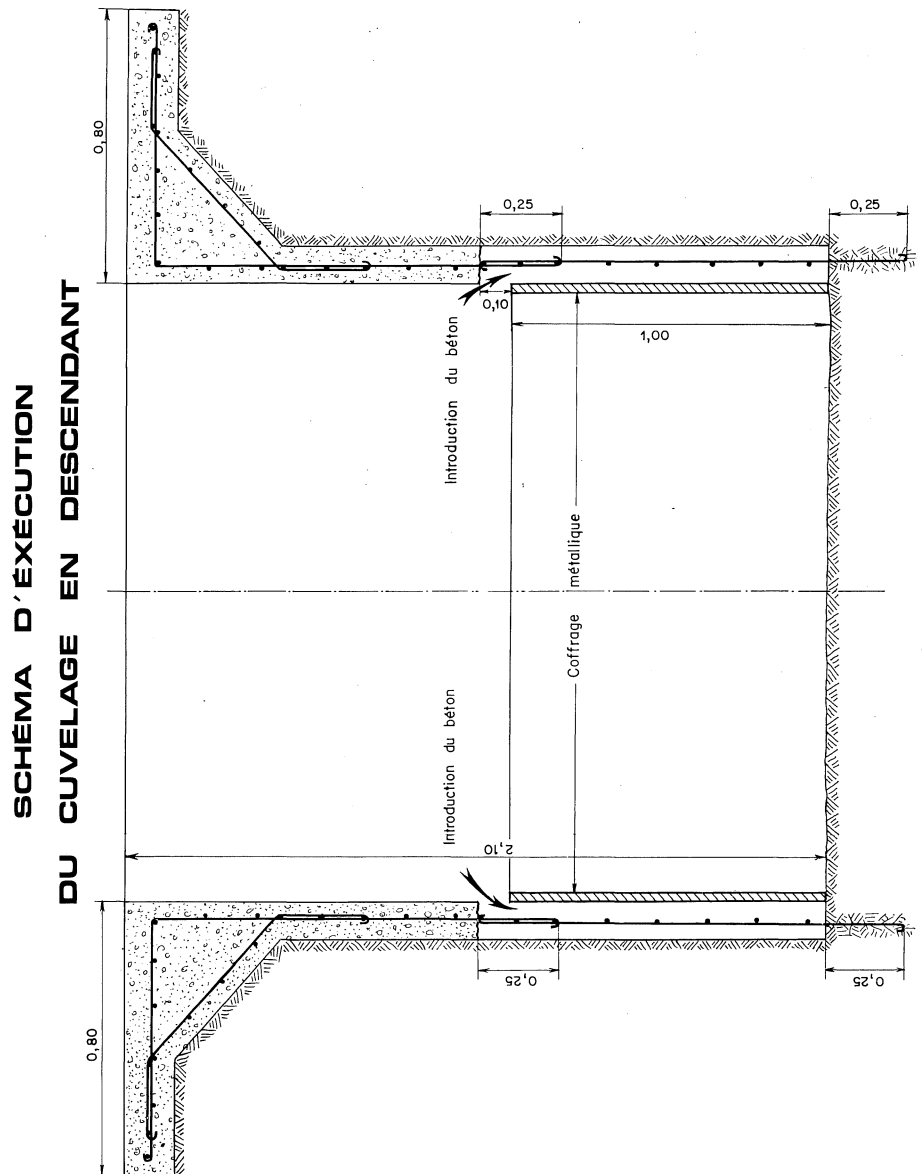 SCHÉMA D'ÉXÉCUTION
DU CUVELAGE EN DESCENDANT
0,80
0,80
0,25
0,25
0,10
1,00
Introduction du béton
Coffrage métallique
Introduction du béton
2,10
0,25
0,25